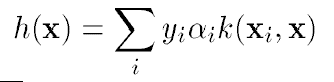 h(x) = ∑_i y_i α_i k(x_i, x)